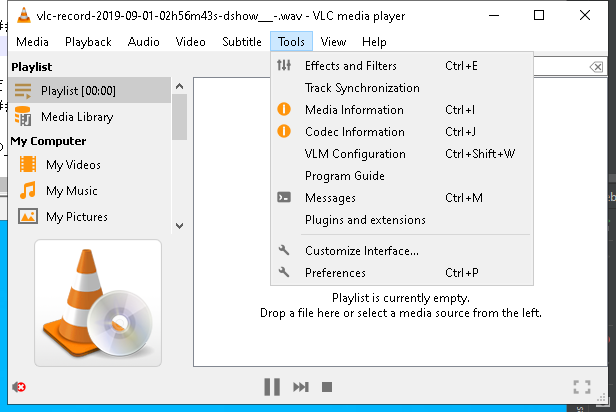 vlc-record-2019-09-01-02h56m43s-dshow__-.wav - VLC media player
Media Playback Audio Video Subtitle Tools View Help
Playlist
Playlist [00:00]
Media Library
My Computer
My Videos
My Music
My Pictures
Effects and Filters Ctrl+E
Track Synchronization
Media Information Ctrl+I
Codec Information Ctrl+J
VLM Configuration Ctrl+Shift+W
Program Guide
Messages Ctrl+M
Plugins and extensions
Customize Interface...
Preferences Ctrl+P
Playlist is currently empty.
Drop a file here or select a media source from the left.